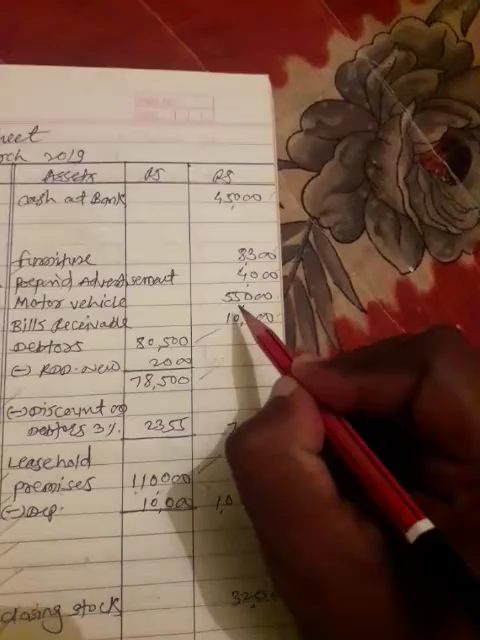 heet
rch 2019
Assets RS RS
Cash at Bank 45000
furniture 8300
prepaid Advertisement 4000
Motor vehicle 55000
Bills Receivable
Debtors 80,500
(-) RDD. new 2000
78,500
(-) Discount on
Debtors 3%. 2355
Leasehold
premises 110000
(-) Dep. 10,000
closing stock